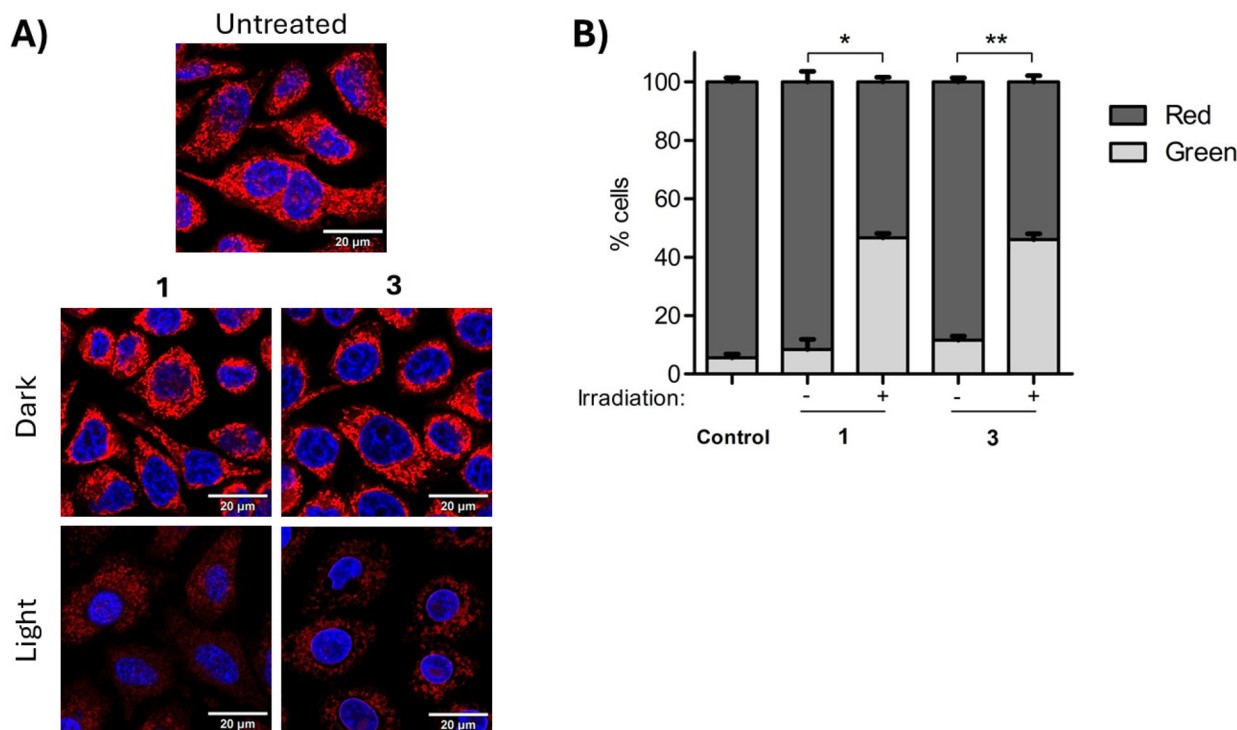 A)
Untreated
20 µm
1 3
Dark
20 µm 20 µm
Light
20 µm 20 µm
B)
* **
100
80
60
40
20
0
% cells
Red
Green
Irradiation: - + - +
Control 1 3